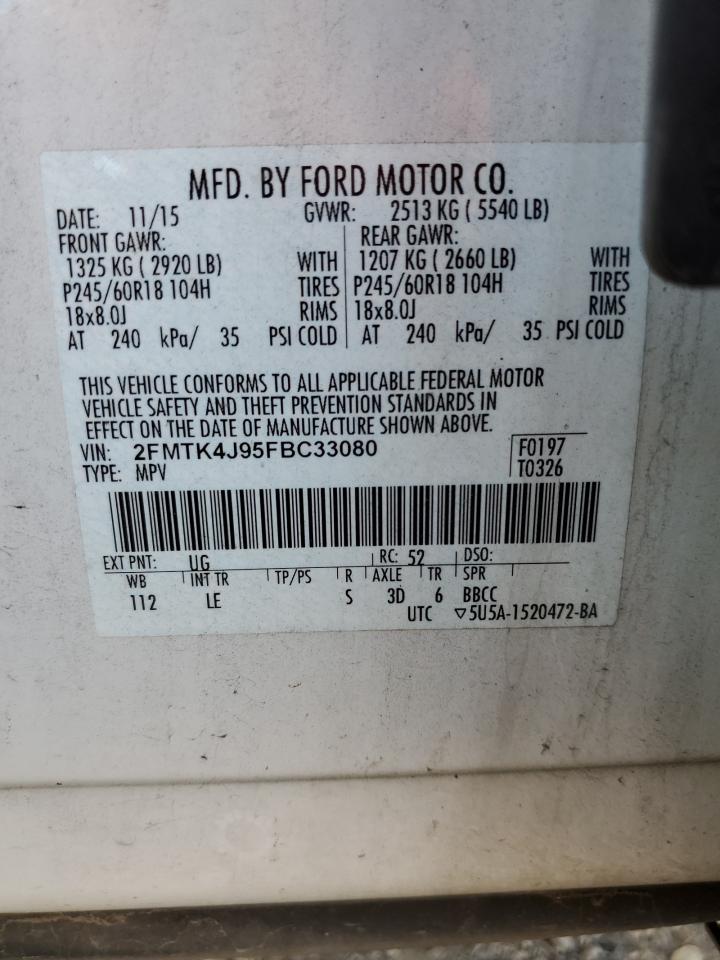 MFD. BY FORD MOTOR CO.
DATE: 11/15 GVWR: 2513 KG ( 5540 LB)
FRONT GAWR: REAR GAWR:
1325 KG ( 2920 LB) WITH 1207 KG ( 2660 LB) WITH
P245/60R18 104H TIRES P245/60R18 104H TIRES
18x8.0J RIMS 18x8.0J RIMS
AT 240 kPa/ 35 PSI COLD AT 240 kPa/ 35 PSI COLD
THIS VEHICLE CONFORMS TO ALL APPLICABLE FEDERAL MOTOR
VEHICLE SAFETY AND THEFT PREVENTION STANDARDS IN
EFFECT ON THE DATE OF MANUFACTURE SHOWN ABOVE.
VIN: 2FMTK4J95FBC33080 F0197
TYPE: MPV T0326
EXT PNT: UG RC: 52 DSO:
WB INT TR TP/PS R AXLE TR SPR
112 LE S 3D 6 BBCC
UTC ▽5U5A-1520472-BA